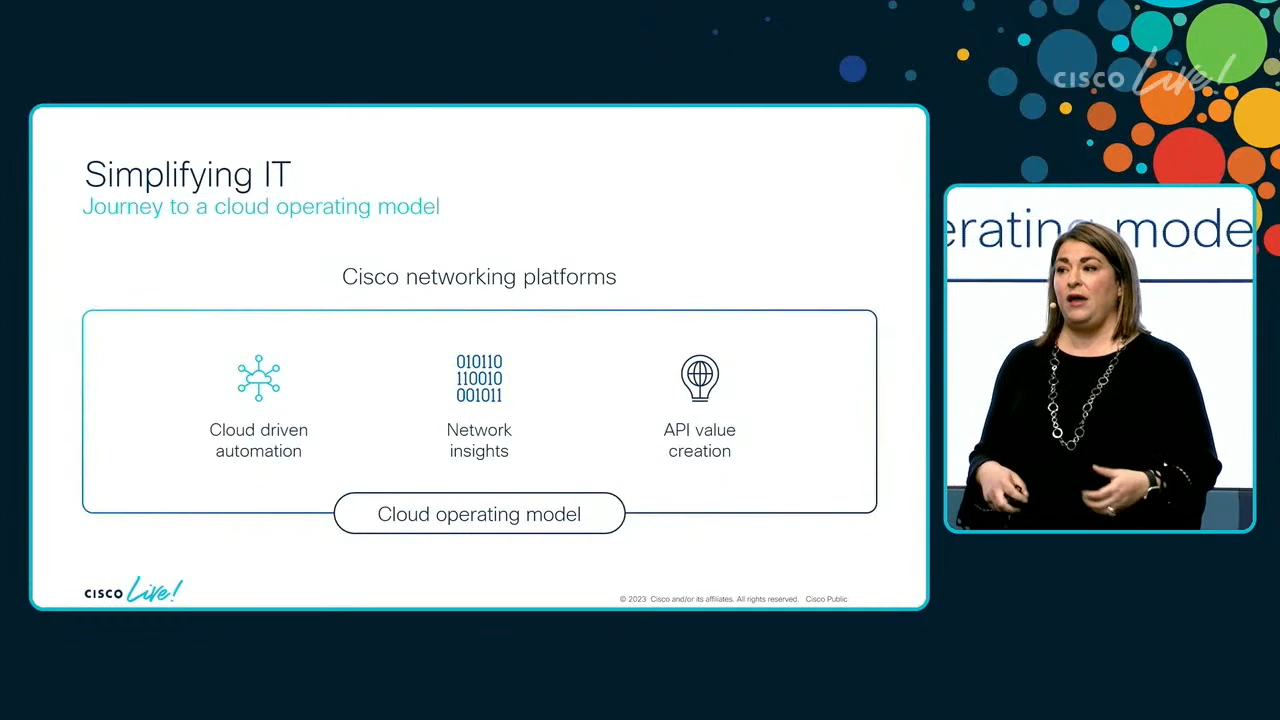 CISCO Live!
Simplifying IT
Journey to a cloud operating model
Cisco networking platforms
010110
110010
001011
Cloud driven
automation
Network
insights
API value
creation
Cloud operating model
CISCO Live!
© 2023 Cisco and/or its affiliates. All rights reserved. Cisco Public
erating mode